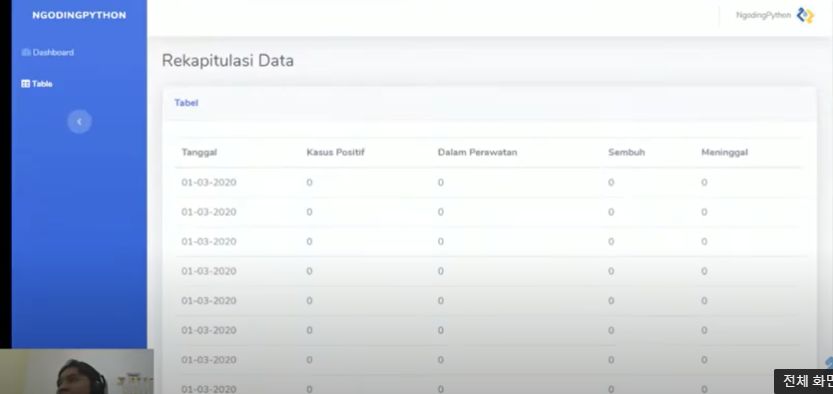 NGODINGPYTHON
NgodingPython
Dashboard
Table
Rekapitulasi Data
Tabel
Tanggal Kasus Positif Dalam Perawatan Sembuh Meninggal
01-03-2020 0 0 0 0
01-03-2020 0 0 0 0
01-03-2020 0 0 0 0
01-03-2020 0 0 0 0
01-03-2020 0 0 0 0
01-03-2020 0 0 0 0
01-03-2020 0 0 0 0
01-03-2020 0 0 0 0
전체 화면